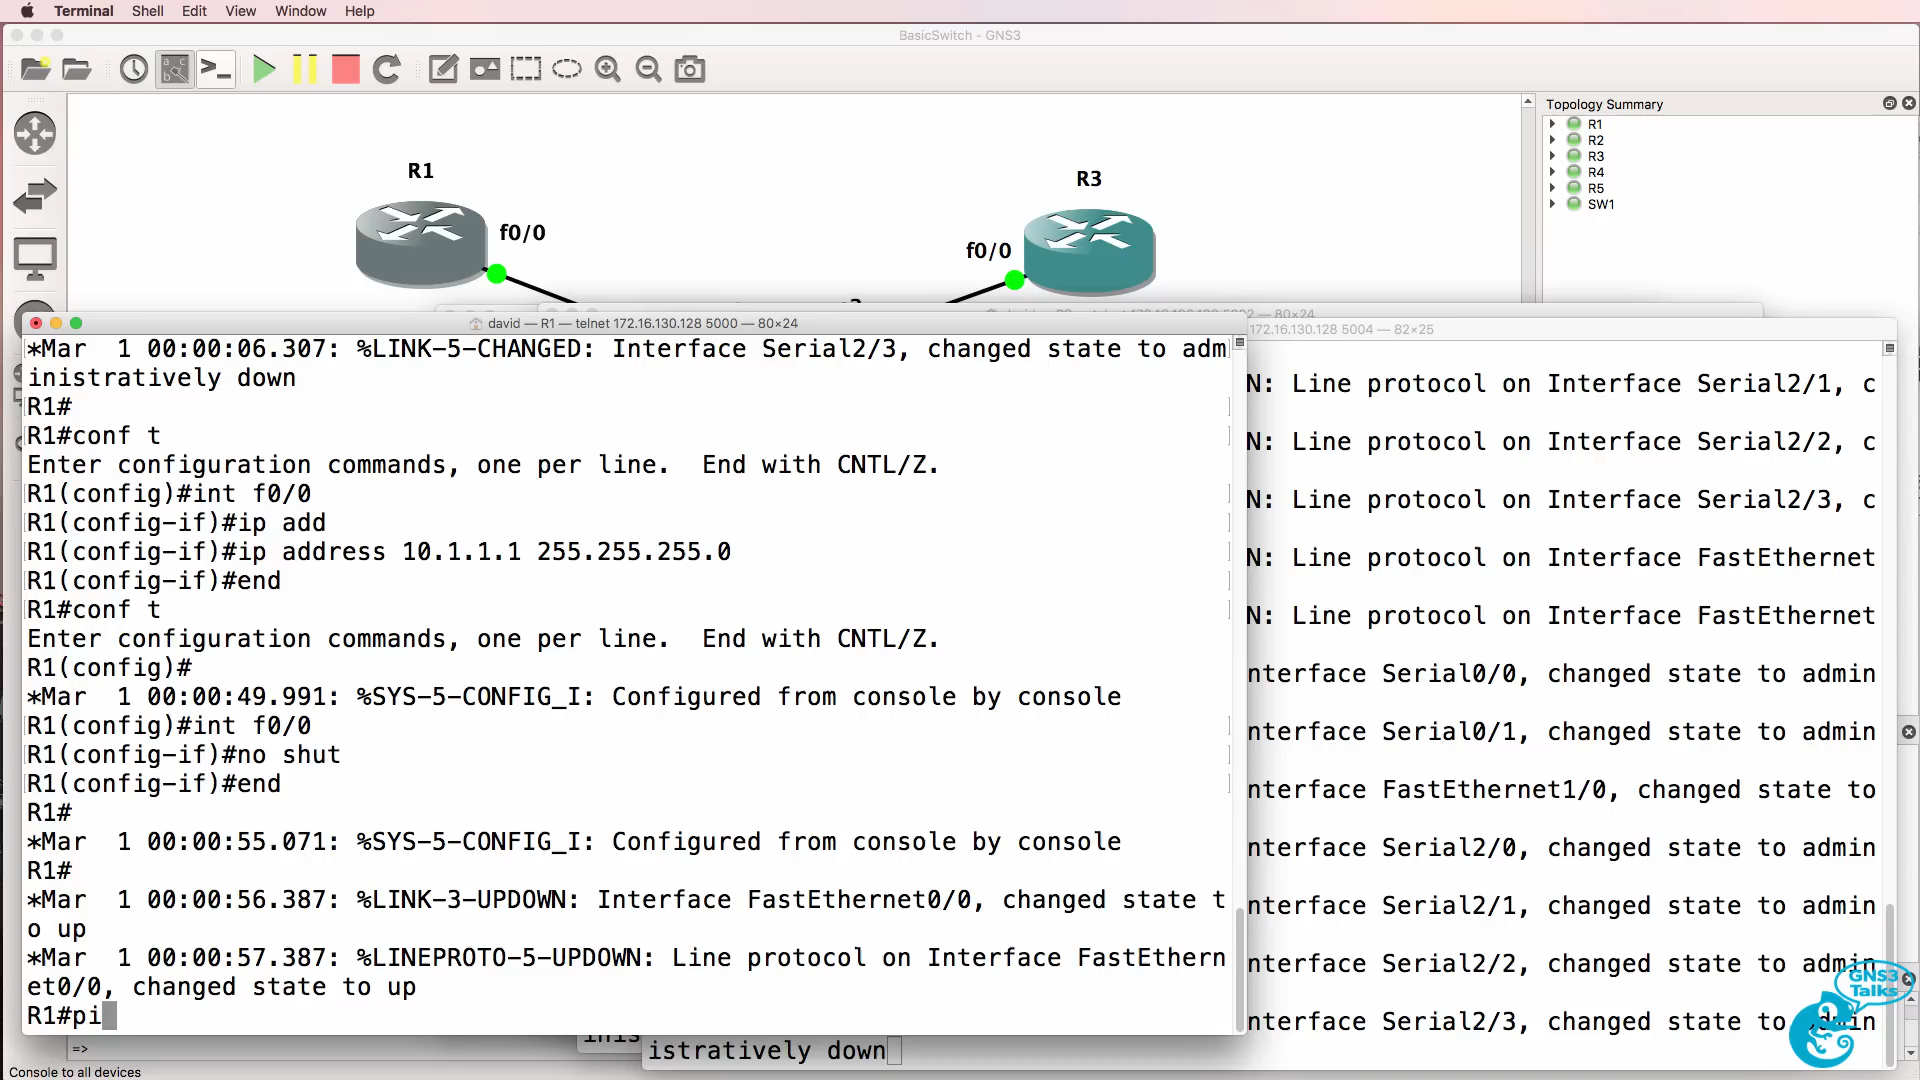 Terminal Shell Edit View Window Help
BasicSwitch - GNS3
Topology Summary
R1
R2
R3
R4
R5
SW1
R1
f0/0
R3
f0/0
david — R1 — telnet 172.16.130.128 5000 — 80×24
*Mar  1 00:00:06.307: %LINK-5-CHANGED: Interface Serial2/3, changed state to adm
inistratively down
R1#
R1#conf t
Enter configuration commands, one per line.  End with CNTL/Z.
R1(config)#int f0/0
R1(config-if)#ip add
R1(config-if)#ip address 10.1.1.1 255.255.255.0
R1(config-if)#end
R1#conf t
Enter configuration commands, one per line.  End with CNTL/Z.
R1(config)#
*Mar  1 00:00:49.991: %SYS-5-CONFIG_I: Configured from console by console
R1(config)#int f0/0
R1(config-if)#no shut
R1(config-if)#end
R1#
*Mar  1 00:00:55.071: %SYS-5-CONFIG_I: Configured from console by console
R1#
*Mar  1 00:00:56.387: %LINK-3-UPDOWN: Interface FastEthernet0/0, changed state t
o up
*Mar  1 00:00:57.387: %LINEPROTO-5-UPDOWN: Line protocol on Interface FastEthern
et0/0, changed state to up
R1#pi
172.16.130.128 5004 — 82×25
N: Line protocol on Interface Serial2/1, c
N: Line protocol on Interface Serial2/2, c
N: Line protocol on Interface Serial2/3, c
N: Line protocol on Interface FastEthernet
N: Line protocol on Interface FastEthernet
nterface Serial0/0, changed state to admin
nterface Serial0/1, changed state to admin
nterface FastEthernet1/0, changed state to
nterface Serial2/0, changed state to admin
nterface Serial2/1, changed state to admin
nterface Serial2/2, changed state to admin
nterface Serial2/3, changed state to admin
istratively down
=>
Console to all devices
GNS3
Talks